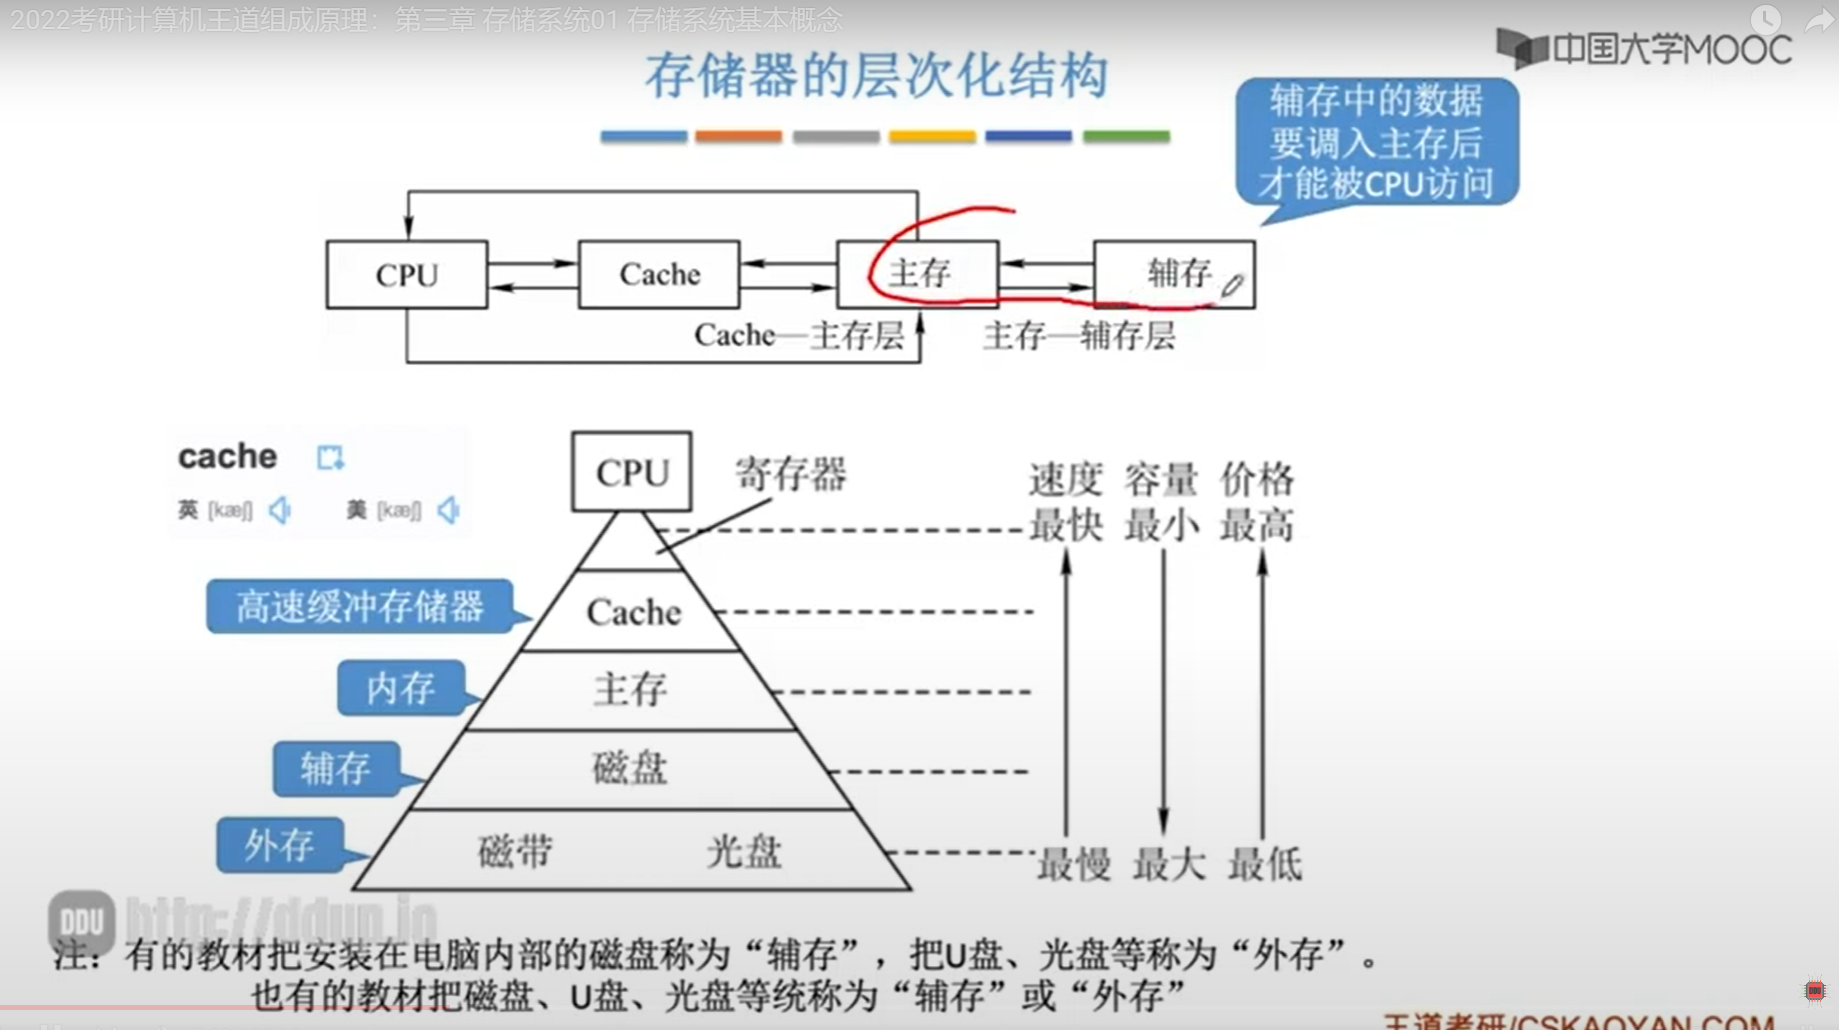 2022考研计算机王道组成原理：第三章 存储系统01 存储系统基本概念
中国大学MOOC
存储器的层次化结构
辅存中的数据
要调入主存后
才能被CPU访问
CPU
Cache
主存
辅存
Cache—主存层
主存—辅存层
cache
英 [kæʃ] 美 [kæʃ]
CPU
寄存器
速度 容量 价格
最快 最小 最高
高速缓冲存储器
Cache
内存
主存
辅存
磁盘
外存
磁带 光盘
最慢 最大 最低
DDU http://ddup.io
注：有的教材把安装在电脑内部的磁盘称为“辅存”，把U盘、光盘等称为“外存”。
也有的教材把磁盘、U盘、光盘等统称为“辅存”或“外存”
DDU
王道考研/CSKAOYAN.COM